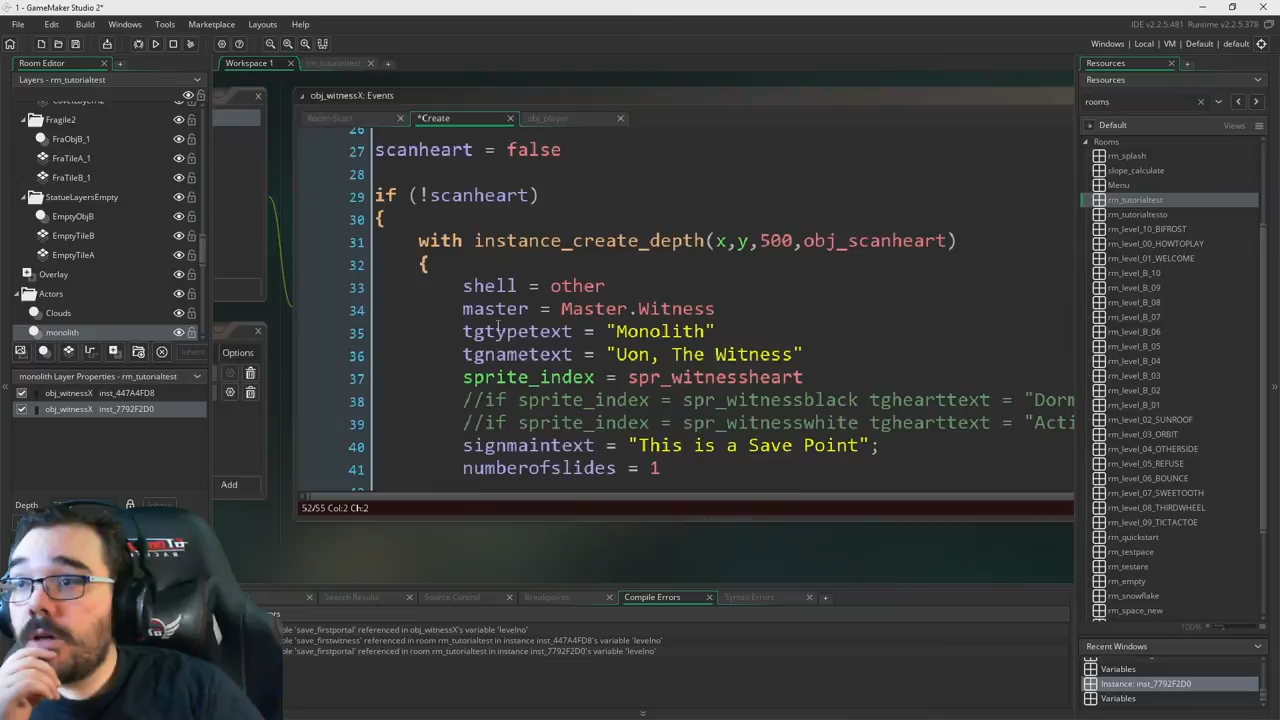 1 - GameMaker Studio 2*
File Edit Build Windows Tools Marketplace Layouts Help
IDE v2.2.5.481 Runtime v2.2.5.378
Windows | Local | VM | Default | default
Room Editor
Layers - rm_tutorialtest
Fragile2
FraObjB_1
FraTileA_1
FraTileB_1
StatueLayersEmpty
EmptyObjB
EmptyTileB
EmptyTileA
Overlay
Actors
Clouds
monolith
Inherit
monolith Layer Properties - rm_tutorialtest
obj_witnessX inst_447A4FD8
obj_witnessX inst_7792F2D0
Depth
Workspace 1
rm_tutorialtest
Options
Add
obj_witnessX: Events
Room Start
*Create
obj_player
26
27 scanheart = false
28
29 if (!scanheart)
30 {
31 with instance_create_depth(x,y,500,obj_scanheart)
32 {
33 shell = other
34 master = Master.Witness
35 tgtypetext = "Monolith"
36 tgnametext = "Uon, The Witness"
37 sprite_index = spr_witnessheart
38 //if sprite_index = spr_witnessblack tghearttext = "Dorm
39 //if sprite_index = spr_witnesswhite tghearttext = "Acti
40 signmaintext = "This is a Save Point";
41 numberofslides = 1
52/55 Col:2 Ch:2
Search Results
Source Control
Breakpoints
Compile Errors
Syntax Errors
'save_firstportal' referenced in obj_witnessX's variable 'levelno'
'save_firstwitness' referenced in room rm_tutorialtest in instance inst_447A4FD8's variable 'levelno'
'save_firstportal' referenced in room rm_tutorialtest in instance inst_7792F2D0's variable 'levelno'
Resources
Resources
rooms
Default
Views
Rooms
rm_splash
slope_calculate
Menu
rm_tutorialtest
rm_tutorialtesto
rm_level_10_BIFROST
rm_level_00_HOWTOPLAY
rm_level_01_WELCOME
rm_level_B_10
rm_level_B_09
rm_level_B_08
rm_level_B_07
rm_level_B_06
rm_level_B_05
rm_level_B_04
rm_level_B_03
rm_level_B_02
rm_level_B_01
rm_level_02_SUNROOF
rm_level_03_ORBIT
rm_level_04_OTHERSIDE
rm_level_05_REFUSE
rm_level_06_BOUNCE
rm_level_07_SWEETOOTH
rm_level_08_THIRDWHEEL
rm_level_09_TICTACTOE
rm_quickstart
rm_testpace
rm_testare
rm_empty
rm_snowflake
rm_space_new
100%
Recent Windows
Variables
Instance: inst_7792F2D0
Variables